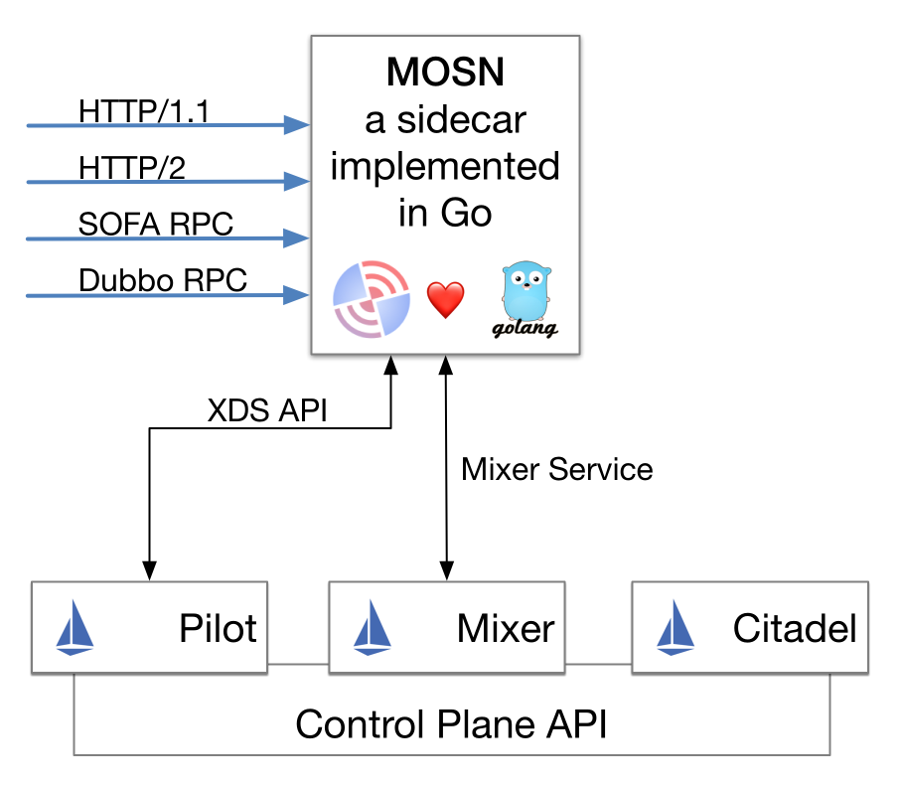 MOSN
a sidecar
implemented
in Go
HTTP/1.1
HTTP/2
SOFA RPC
Dubbo RPC
golang
XDS API
Mixer Service
Pilot
Mixer
Citadel
Control Plane API